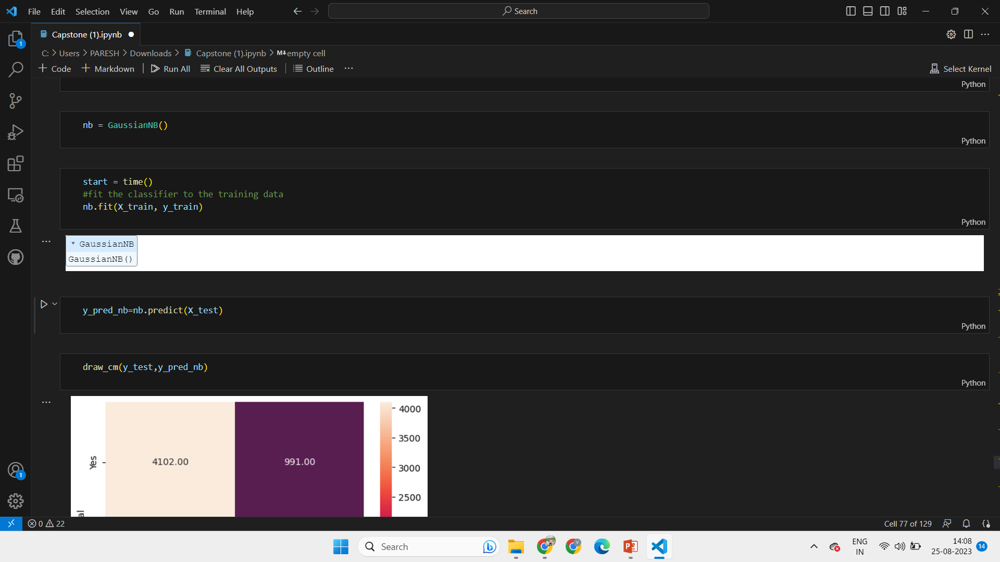 File Edit Selection View Go Run Terminal Help
Search
1
Capstone (1).ipynb
C: > Users > PARESH > Downloads > Capstone (1).ipynb > M↓empty cell
+ Code + Markdown | Run All Clear All Outputs | Outline ...
Select Kernel
Python
nb = GaussianNB()
Python
start = time()
#fit the classifier to the training data
nb.fit(X_train, y_train)
Python
...
GaussianNB
GaussianNB()
y_pred_nb=nb.predict(X_test)
Python
draw_cm(y_test,y_pred_nb)
Python
...
4000
3500
Yes
4102.00
991.00
3000
2500
al
1
0 22
Cell 77 of 129
Search
ENG
IN
14:08
25-08-2023
14